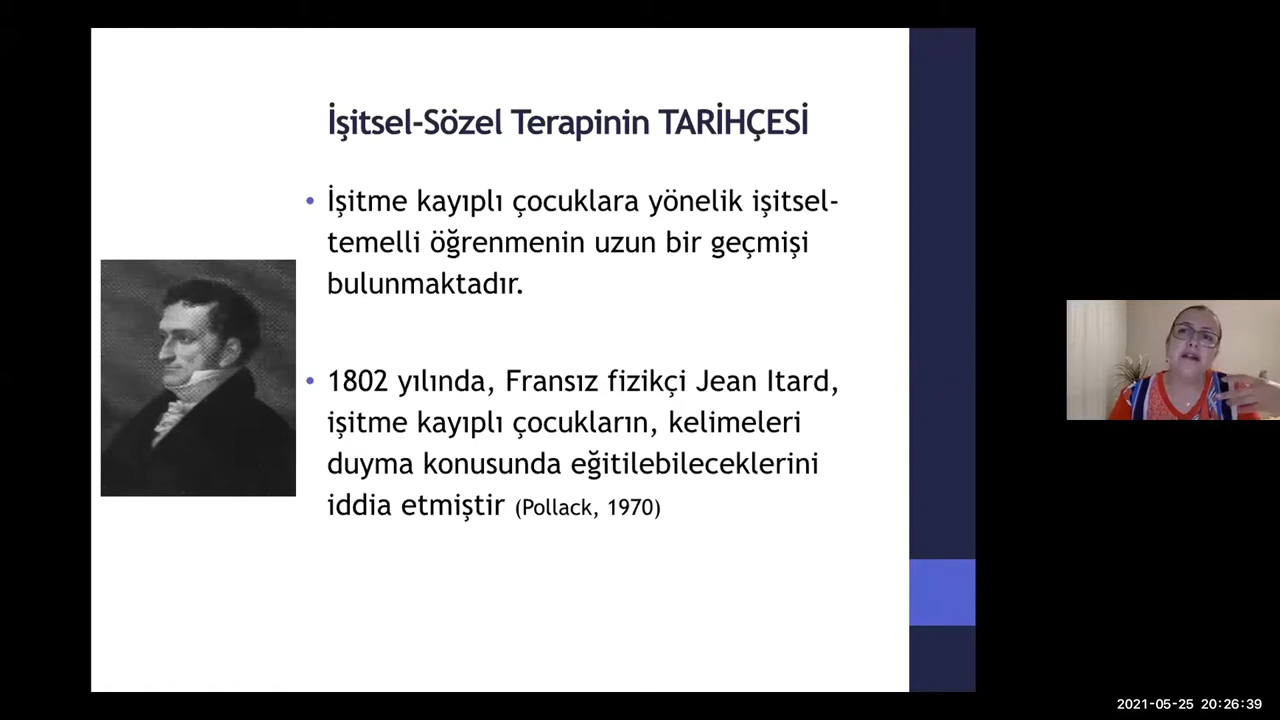 İşitsel-Sözel Terapinin TARİHÇESİ
• İşitme kayıplı çocuklara yönelik işitsel-
temelli öğrenmenin uzun bir geçmişi
bulunmaktadır.
• 1802 yılında, Fransız fizikçi Jean Itard,
işitme kayıplı çocukların, kelimeleri
duyma konusunda eğitilebileceklerini
iddia etmiştir (Pollack, 1970)
2021-05-25 20:26:39